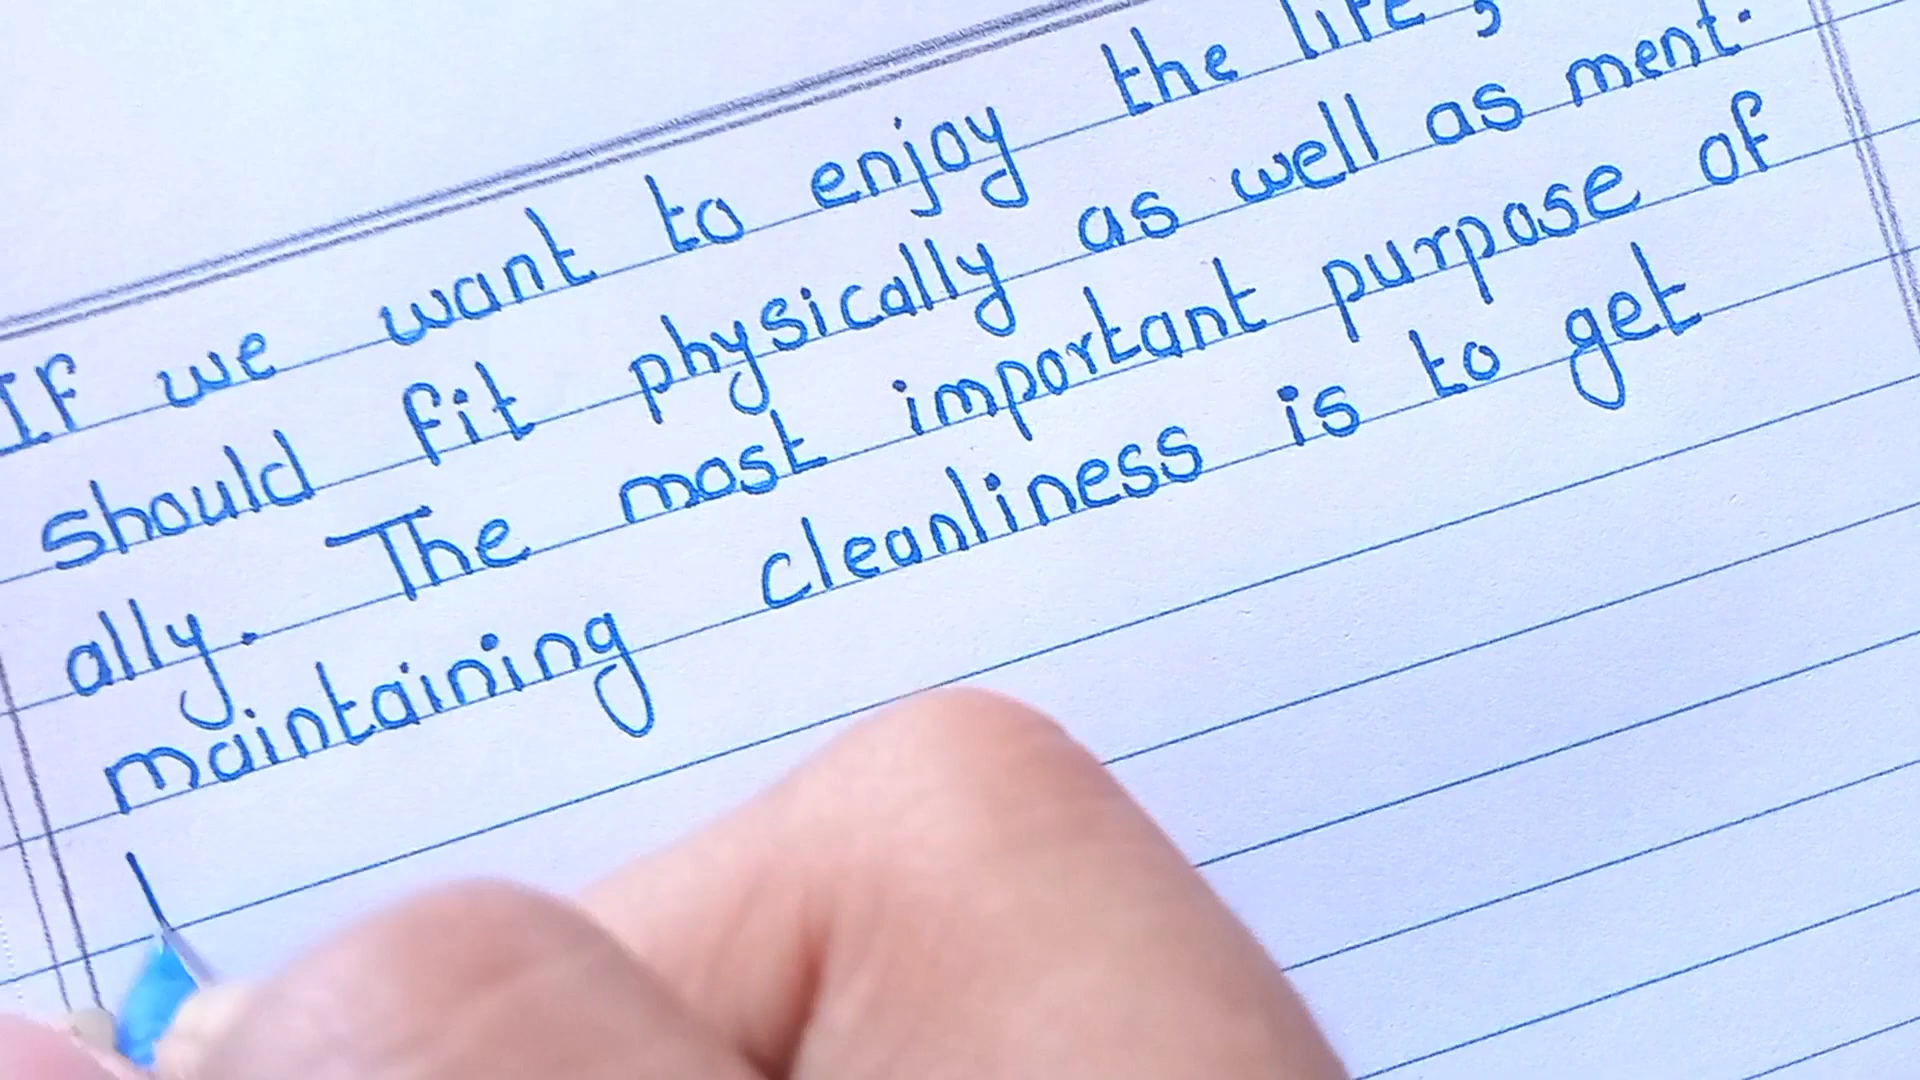 If we want to enjoy the life,
should fit physically as well as ment.
ally. The most important purpose of
maintaining cleanliness is to get